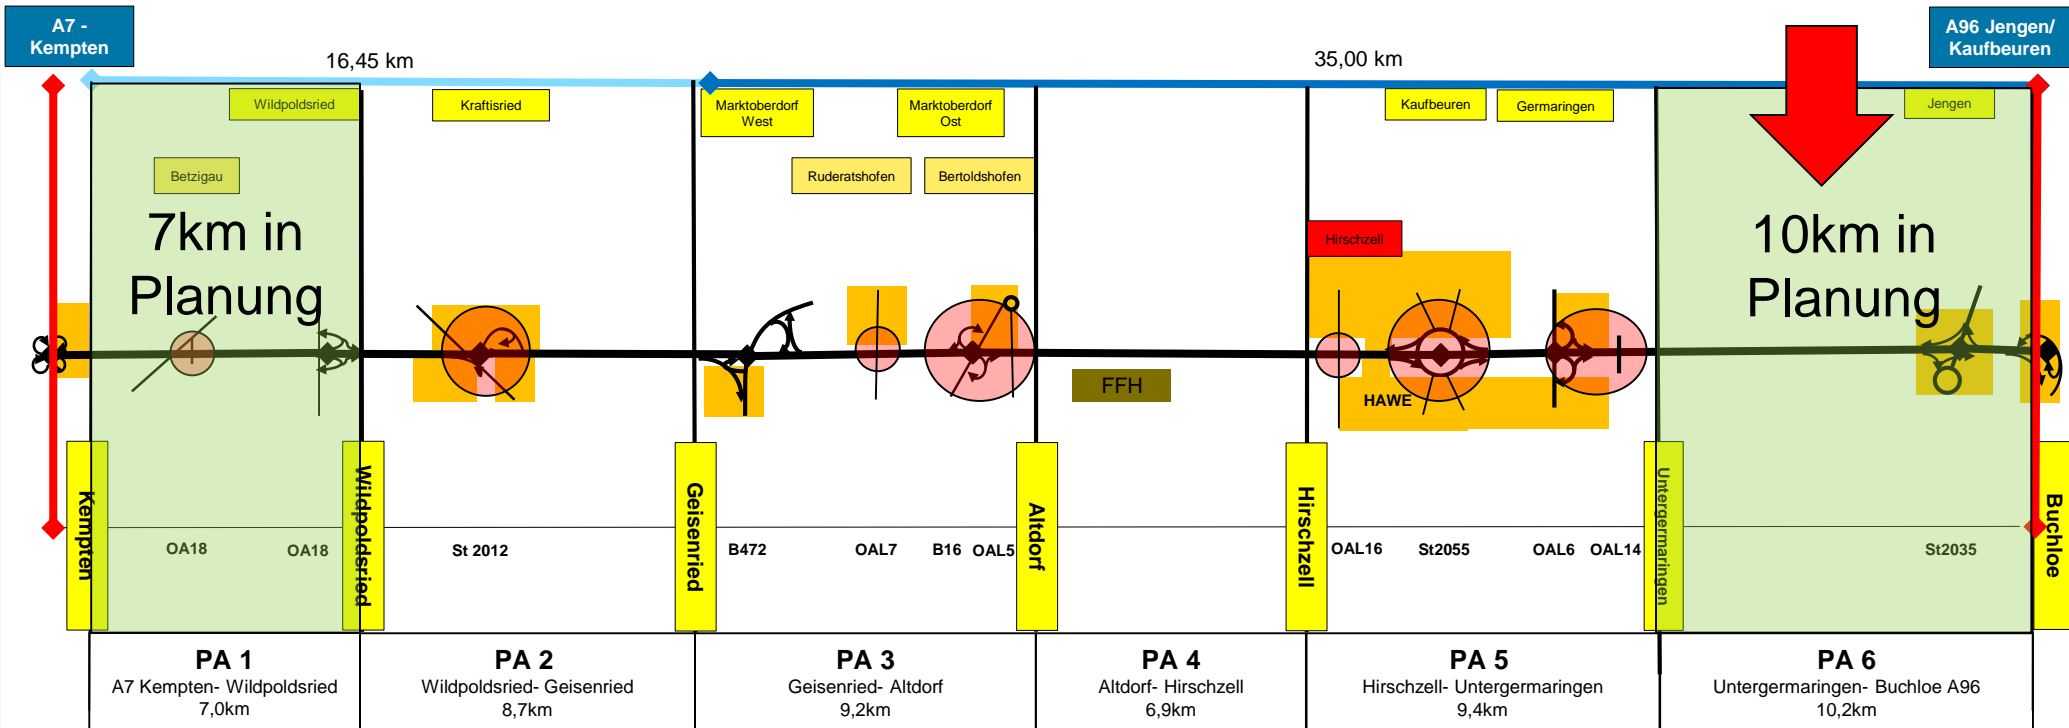 A7 -
Kempten
16,45 km
35,00 km
A96 Jengen/
Kaufbeuren
Wildpoldsried
Kraftisried
Marktoberdorf
West
Marktoberdorf
Ost
Kaufbeuren
Germaringen
Jengen
Betzigau
Ruderatshofen
Bertoldshofen
7km in
Planung
Hirschzell
10km in
Planung
FFH
HAWE
Kempten
Wildpoldsried
Geisenried
Altdorf
Hirschzell
Untergermaringen
Buchloe
OA18
OA18
St 2012
B472
OAL7
B16
OAL5
OAL16
St2055
OAL6
OAL14
St2035
PA 1
A7 Kempten- Wildpoldsried
7,0km
PA 2
Wildpoldsried- Geisenried
8,7km
PA 3
Geisenried- Altdorf
9,2km
PA 4
Altdorf- Hirschzell
6,9km
PA 5
Hirschzell- Untergermaringen
9,4km
PA 6
Untergermaringen- Buchloe A96
10,2km